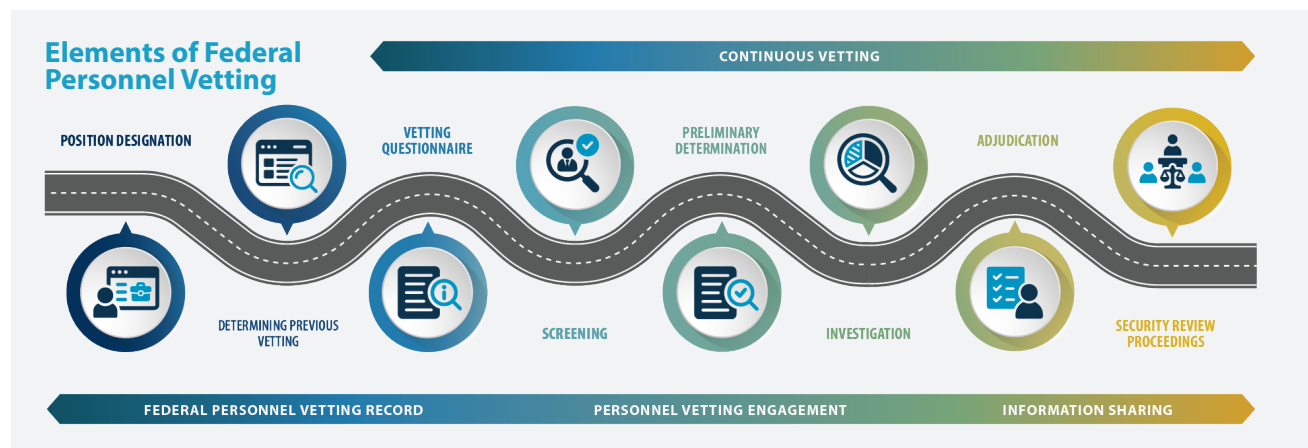 Elements of Federal
Personnel Vetting
CONTINUOUS VETTING
POSITION DESIGNATION
DETERMINING PREVIOUS
VETTING
VETTING
QUESTIONNAIRE
SCREENING
PRELIMINARY
DETERMINATION
INVESTIGATION
ADJUDICATION
SECURITY REVIEW
PROCEEDINGS
FEDERAL PERSONNEL VETTING RECORD
PERSONNEL VETTING ENGAGEMENT
INFORMATION SHARING